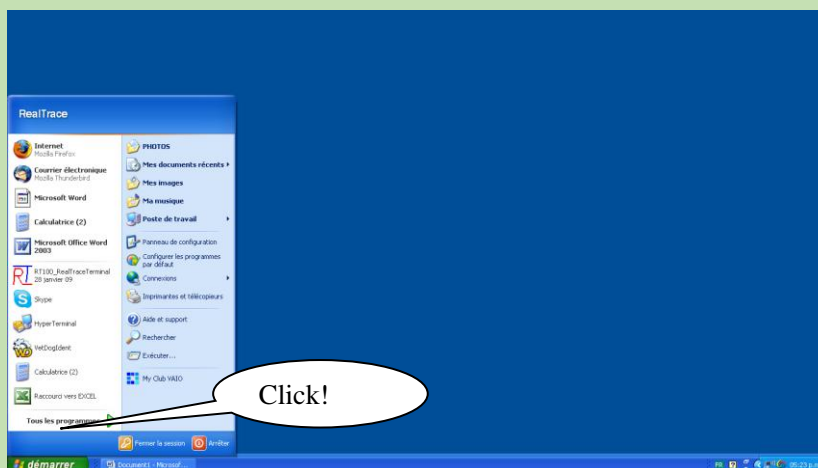 RealTrace
Internet
Mozilla Firefox
Courrier électronique
Mozilla Thunderbird
Microsoft Word
Calculatrice (2)
Microsoft Office Word
2003
RT100_RealTraceTerminal
28 janvier 09
Skype
HyperTerminal
VetDogIdent
Calculatrice (2)
Raccourci vers EXCEL
Tous les programmes
PHOTOS
Mes documents récents
Mes images
Ma musique
Poste de travail
Panneau de configuration
Configurer les programmes
par défaut
Connexions
Imprimantes et télécopieurs
Aide et support
Rechercher
Exécuter...
My Club VAIO
Click!
Fermer la session
Arrêter
démarrer
Document1 - Microsof...
FR
05:23 p.m.